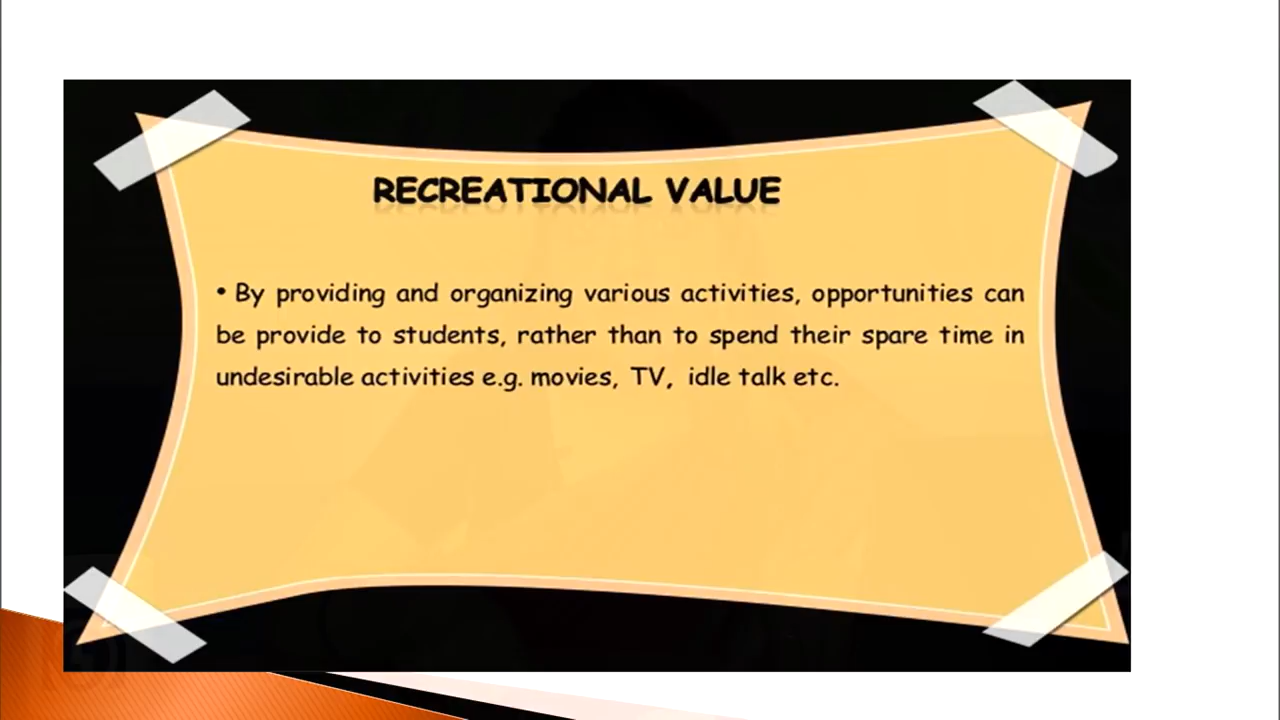 RECREATIONAL VALUE
• By providing and organizing various activities, opportunities can
be provide to students, rather than to spend their spare time in
undesirable activities e.g. movies, TV, idle talk etc.